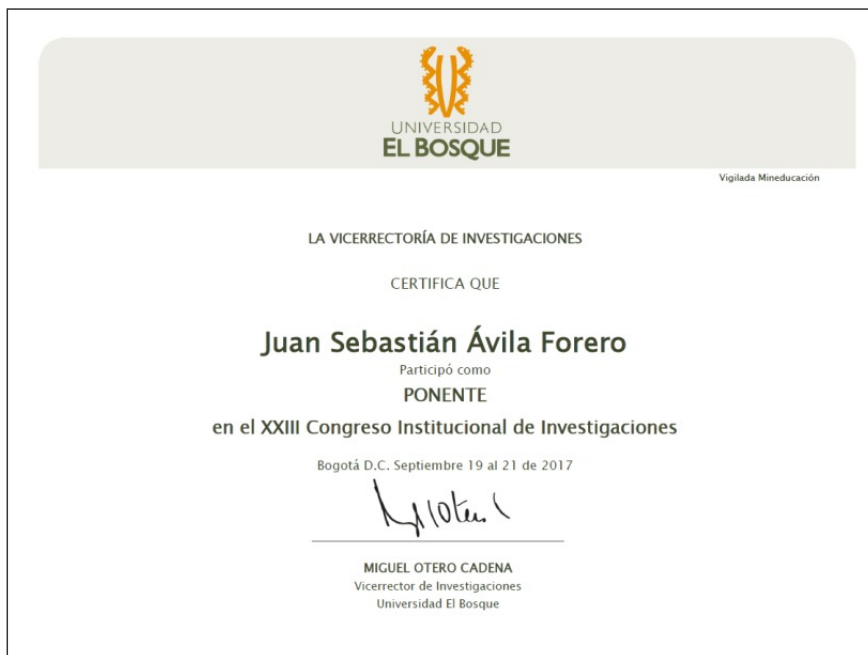 UNIVERSIDAD
EL BOSQUE
Vigilada Mineducación
LA VICERRECTORÍA DE INVESTIGACIONES
CERTIFICA QUE
Juan Sebastián Ávila Forero
Participó como
PONENTE
en el XXIII Congreso Institucional de Investigaciones
Bogotá D.C. Septiembre 19 al 21 de 2017
MIGUEL OTERO CADENA
Vicerrector de Investigaciones
Universidad El Bosque